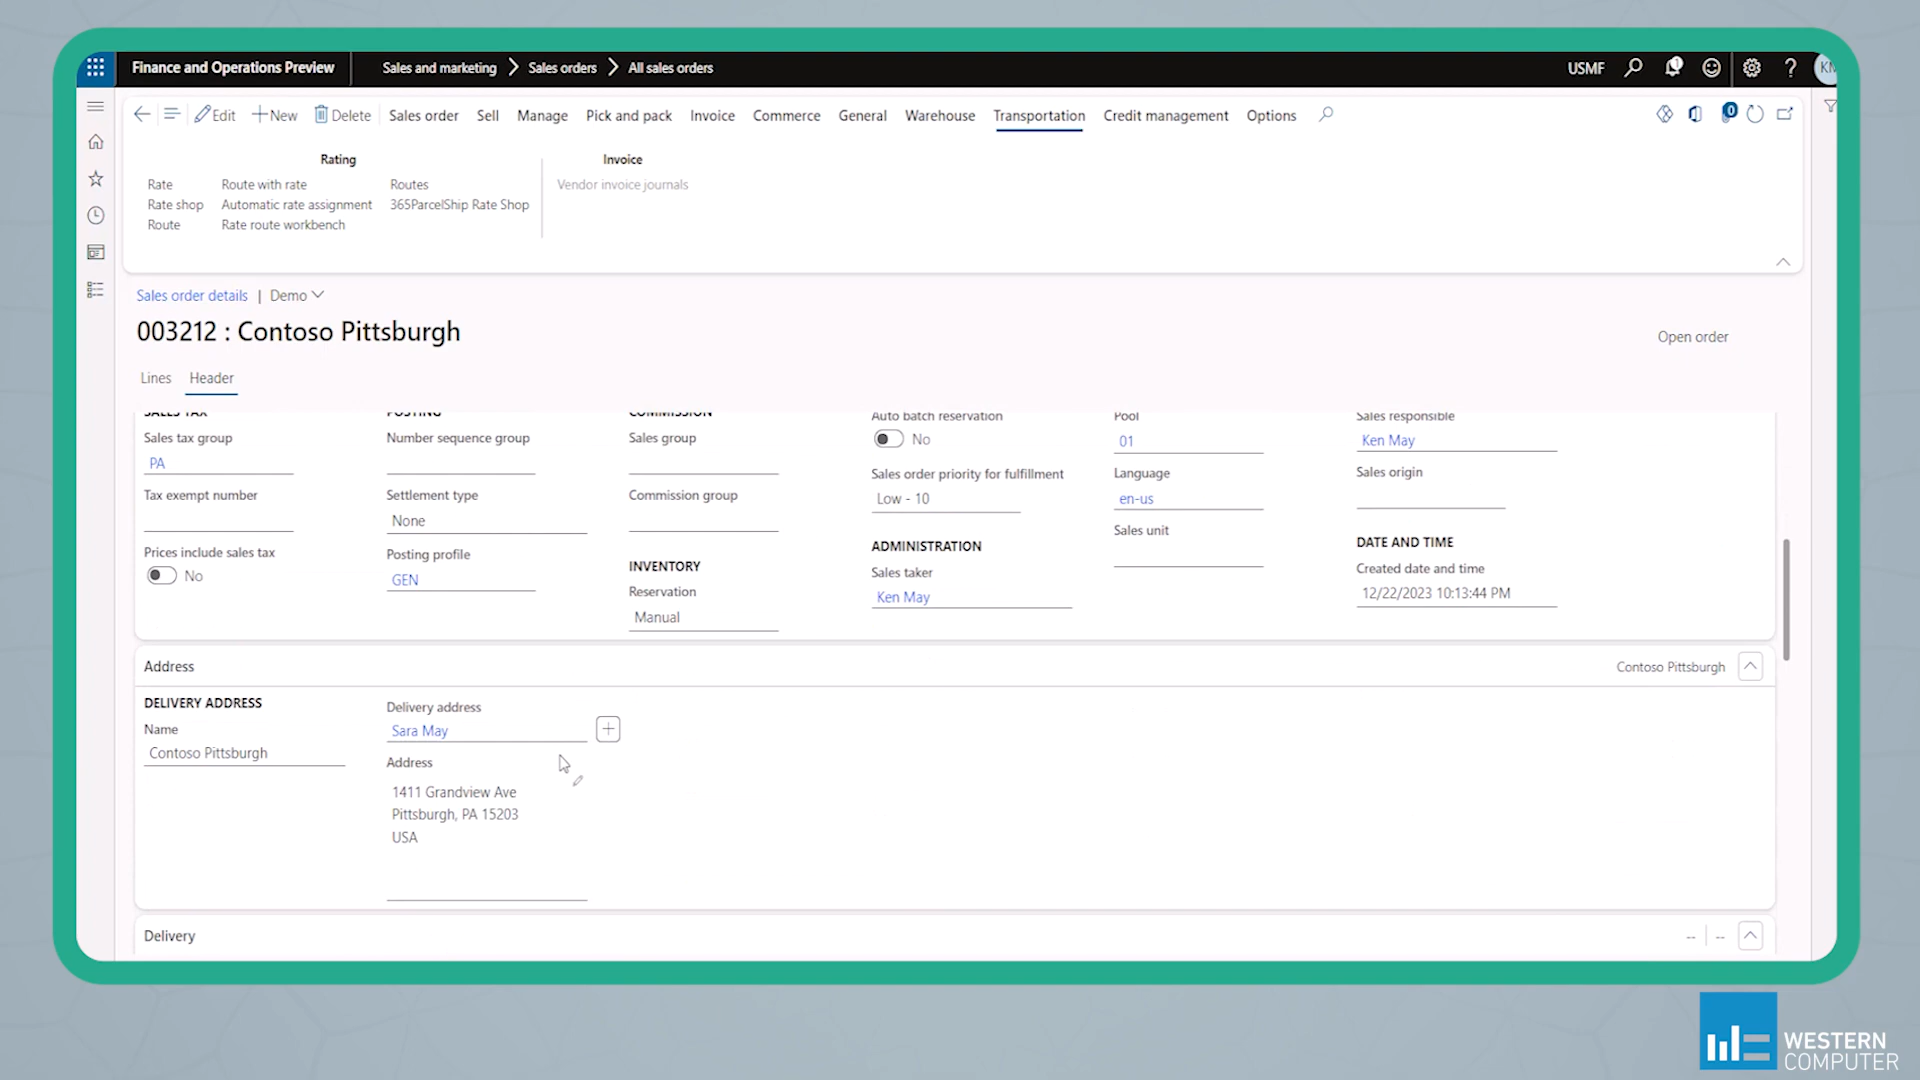 Finance and Operations Preview
Sales and marketing
Sales orders
All sales orders
USMF
1
KM
Edit
New
Delete
Sales order
Sell
Manage
Pick and pack
Invoice
Commerce
General
Warehouse
Transportation
Credit management
Options
0
Rating
Invoice
Rate
Route with rate
Routes
Vendor invoice journals
Rate shop
Automatic rate assignment
365ParcelShip Rate Shop
Route
Rate route workbench
Sales order details | Demo
003212 : Contoso Pittsburgh
Open order
Lines
Header
SALES TAX
Sales tax group
PA
Tax exempt number
Prices include sales tax
No
POSTING
Number sequence group
Settlement type
None
Posting profile
GEN
COMMISSION
Sales group
Commission group
INVENTORY
Reservation
Manual
Auto batch reservation
No
Sales order priority for fulfillment
Low - 10
ADMINISTRATION
Sales taker
Ken May
Pool
01
Language
en-us
Sales unit
Sales responsible
Ken May
Sales origin
DATE AND TIME
Created date and time
12/22/2023 10:13:44 PM
Address
Contoso Pittsburgh
DELIVERY ADDRESS
Name
Contoso Pittsburgh
Delivery address
Sara May
Address
1411 Grandview Ave
Pittsburgh, PA 15203
USA
Delivery
-- | --
WESTERN
COMPUTER